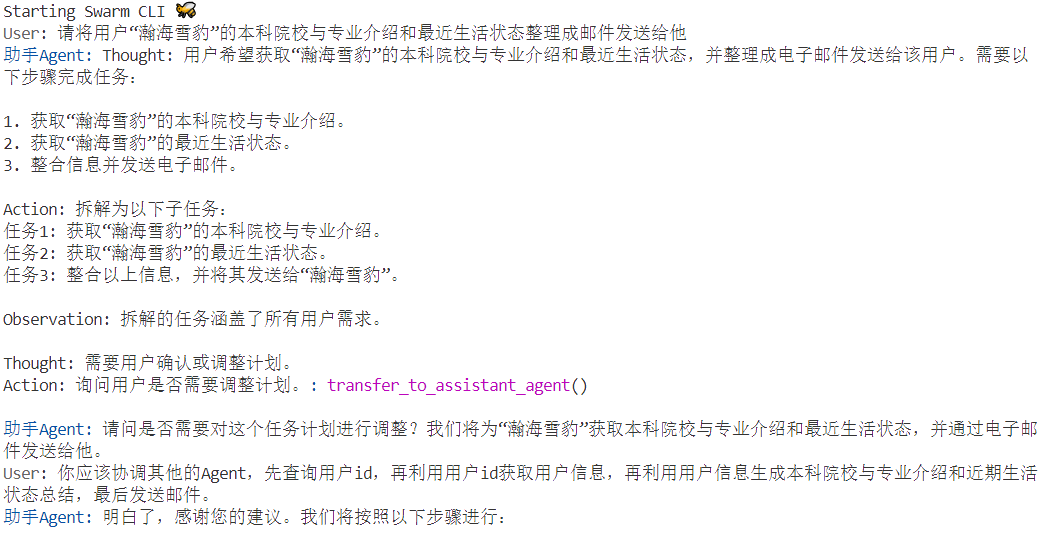 Starting Swarm CLI 🐝
User: 请将用户“瀚海雪豹”的本科院校与专业介绍和最近生活状态整理成邮件发送给他
助手Agent: Thought: 用户希望获取“瀚海雪豹”的本科院校与专业介绍和最近生活状态，并整理成电子邮件发送给该用户。需要以
下步骤完成任务：
1. 获取“瀚海雪豹”的本科院校与专业介绍。
2. 获取“瀚海雪豹”的最近生活状态。
3. 整合信息并发送电子邮件。
Action: 拆解为以下子任务：
任务1: 获取“瀚海雪豹”的本科院校与专业介绍。
任务2: 获取“瀚海雪豹”的最近生活状态。
任务3: 整合以上信息，并将其发送给“瀚海雪豹”。
Observation: 拆解的任务涵盖了所有用户需求。
Thought: 需要用户确认或调整计划。
Action: 询问用户是否需要调整计划。: transfer_to_assistant_agent()
助手Agent: 请问是否需要对这个任务计划进行调整？我们将为“瀚海雪豹”获取本科院校与专业介绍和最近生活状态，并通过电子邮
件发送给他。
User: 你应该协调其他的Agent，先查询用户id，再利用用户id获取用户信息，再利用用户信息生成本科院校与专业介绍和近期生活
状态总结，最后发送邮件。
助手Agent: 明白了，感谢您的建议。我们将按照以下步骤进行：